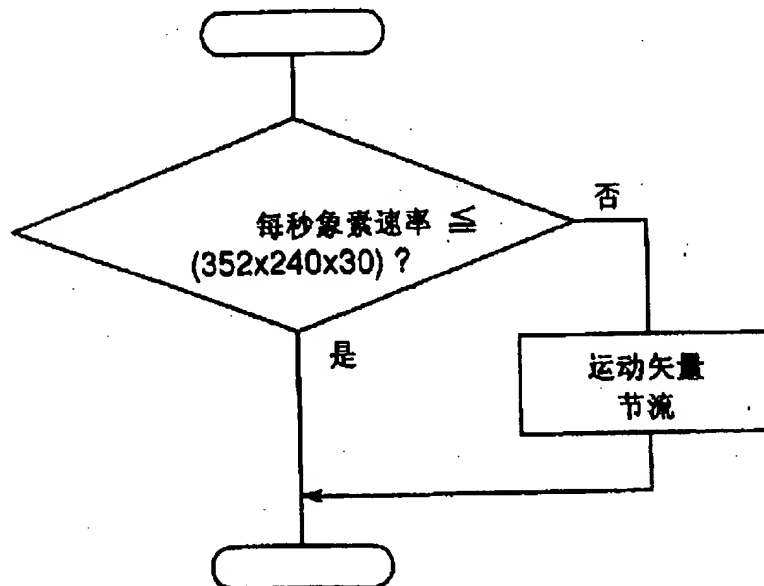 每秒象素速率 ≦
(352x240x30) ?
否
是
运动矢量
节流